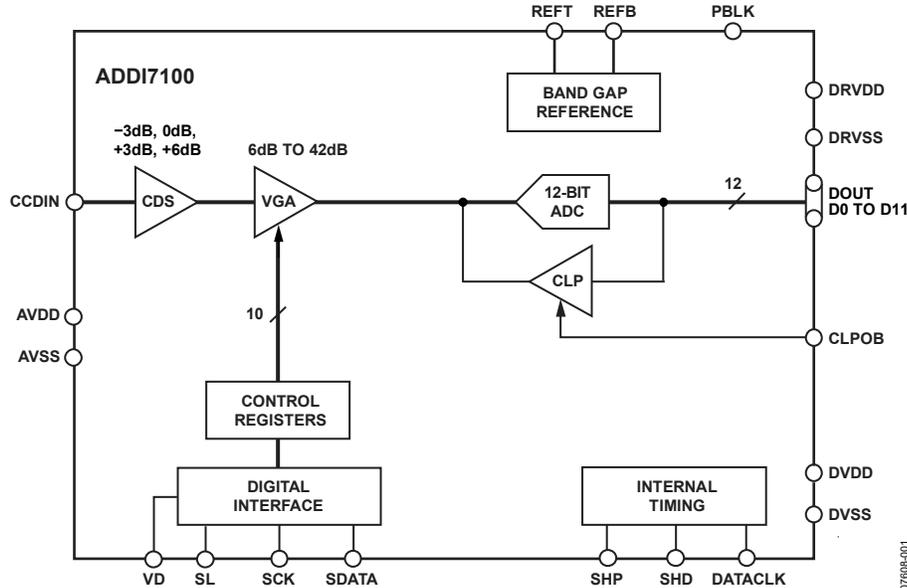 REFT
REFB
PBLK
ADDI7100
BAND GAP
REFERENCE
DRVDD
DRVSS
−3dB, 0dB,
+3dB, +6dB
6dB TO 42dB
CCDIN
CDS
VGA
12-BIT
ADC
12
DOUT
D0 TO D11
CLP
AVDD
10
AVSS
CLPOB
CONTROL
REGISTERS
DIGITAL
INTERFACE
INTERNAL
TIMING
DVDD
DVSS
VD
SL
SCK
SDATA
SHP
SHD
DATACLK
07608-001